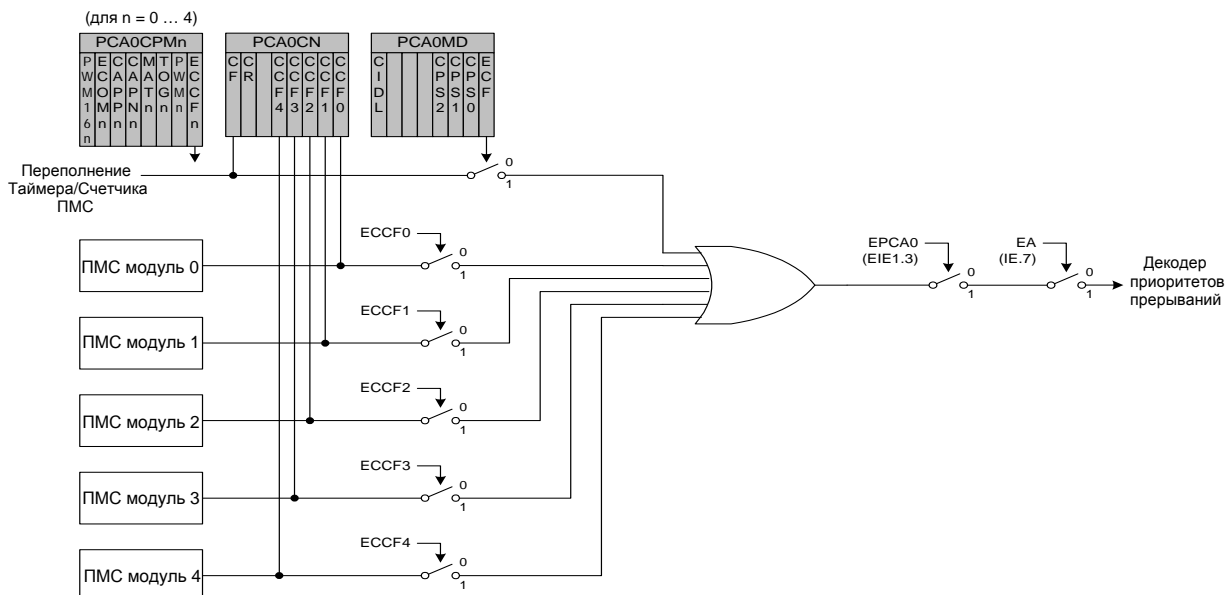 (для n = 0 … 4)
PCA0CPMn
PWM16n ECOMn CAPPn CAPNn MATn TOGn PWMn ECCFn
PCA0CN
CF CR CCF4 CCF3 CCF2 CCF1 CCF0
PCA0MD
CIDL CPS2 CPS1 CPS0 ECF
Переполнение
Таймера/Счетчика
ПМС
0
1
ПМС модуль 0
ECCF0
0
1
ПМС модуль 1
ECCF1
0
1
ПМС модуль 2
ECCF2
0
1
ПМС модуль 3
ECCF3
0
1
ПМС модуль 4
ECCF4
0
1
EPCA0
(EIE1.3)
0
1
EA
(IE.7)
0
1
Декодер
приоритетов
прерываний